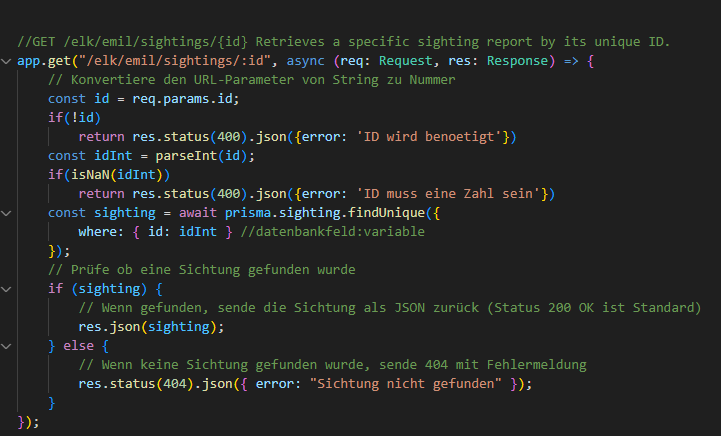 //GET /elk/emil/sightings/{id} Retrieves a specific sighting report by its unique ID.
app.get("/elk/emil/sightings/:id", async (req: Request, res: Response) => {
    // Konvertiere den URL-Parameter von String zu Nummer
    const id = req.params.id;
    if(!id)
        return res.status(400).json({error: 'ID wird benoetigt'})
    const idInt = parseInt(id);
    if(isNaN(idInt))
        return res.status(400).json({error: 'ID muss eine Zahl sein'})
    const sighting = await prisma.sighting.findUnique({
        where: { id: idInt } //datenbankfeld:variable
    });
    // Prüfe ob eine Sichtung gefunden wurde
    if (sighting) {
        // Wenn gefunden, sende die Sichtung als JSON zurück (Status 200 OK ist Standard)
        res.json(sighting);
    } else {
        // Wenn keine Sichtung gefunden wurde, sende 404 mit Fehlermeldung
        res.status(404).json({ error: "Sichtung nicht gefunden" });
    }
});